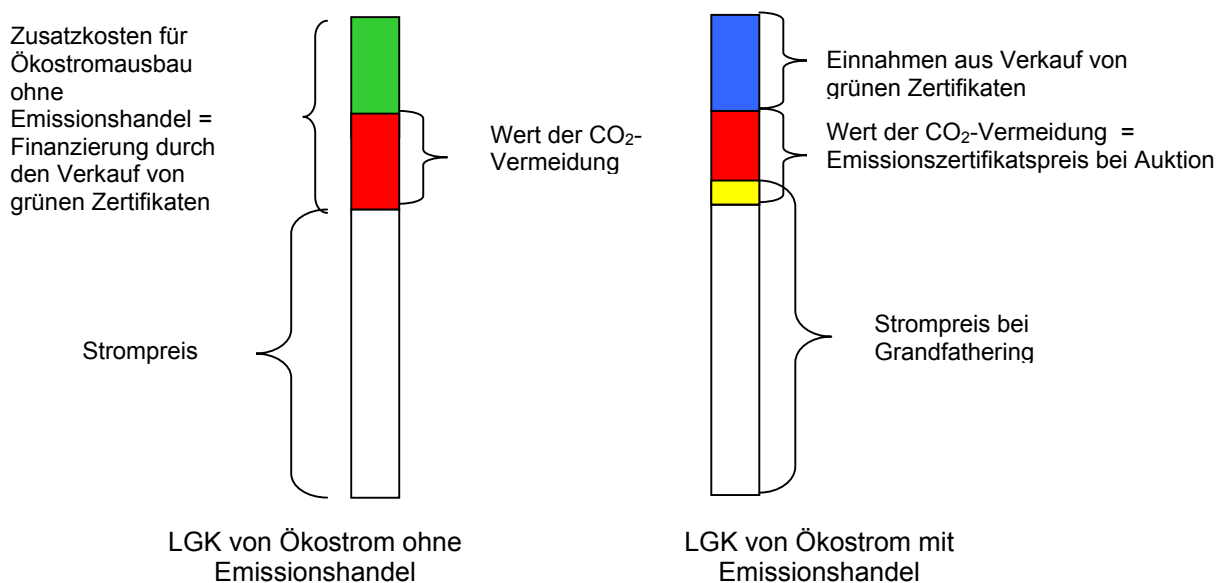 Zusatzkosten für
Ökostromausbau
ohne
Emissionshandel =
Finanzierung durch
den Verkauf von
grünen Zertifikaten
Wert der CO₂-
Vermeidung
Strompreis
LGK von Ökostrom ohne
Emissionshandel
Einnahmen aus Verkauf von
grünen Zertifikaten
Wert der CO₂-Vermeidung =
Emissionszertifikatspreis bei Auktion
Strompreis bei
Grandfathering
LGK von Ökostrom mit
Emissionshandel